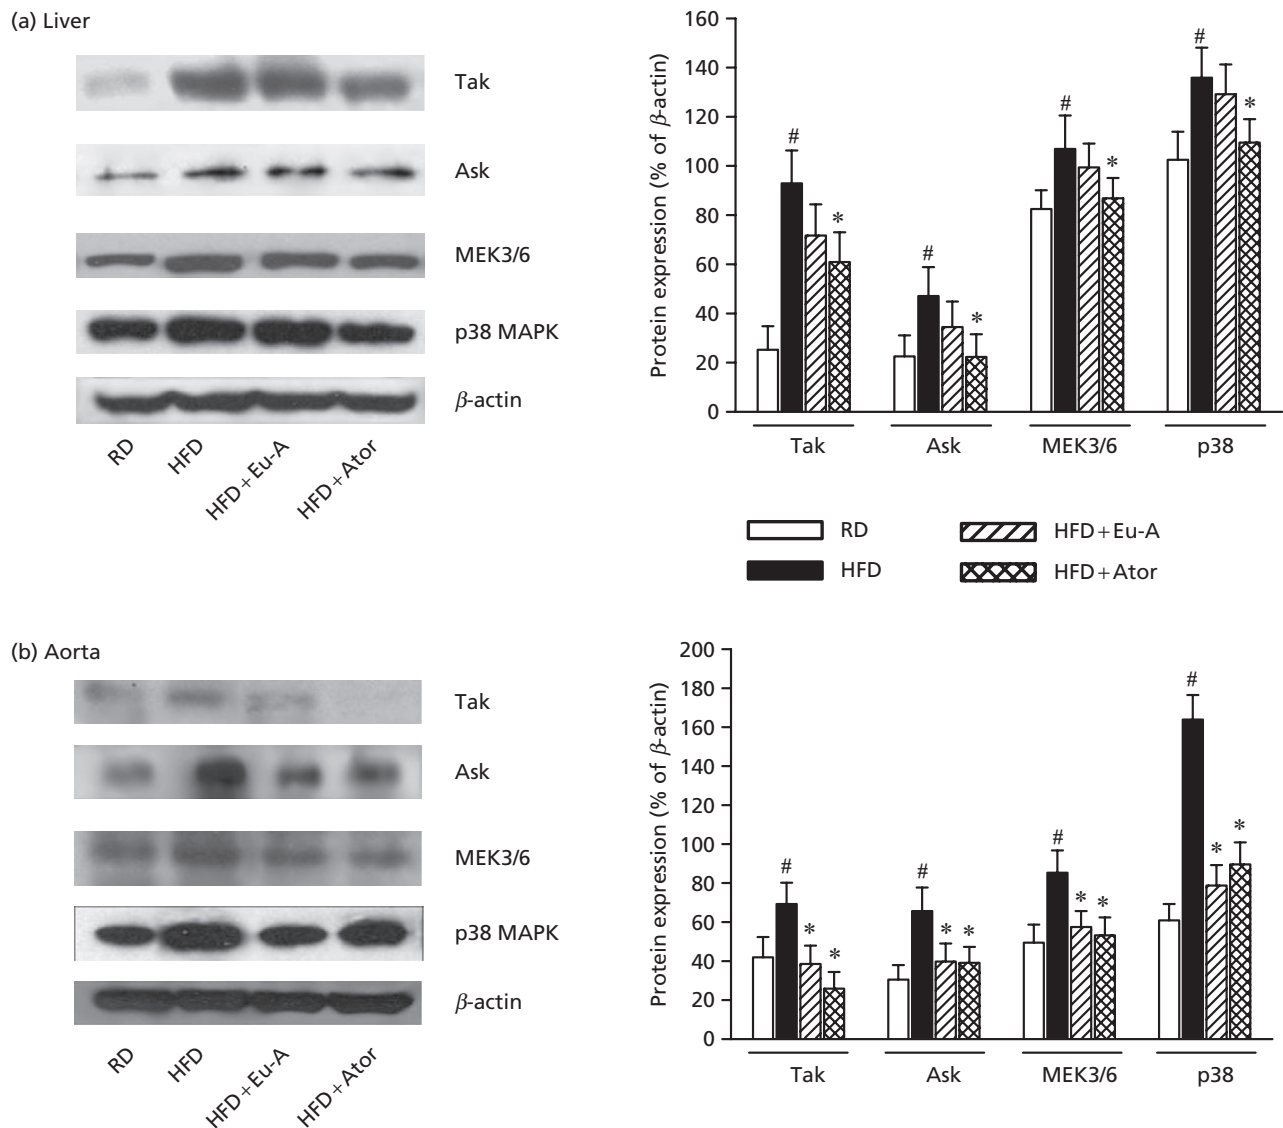 (a) Liver
Tak
Ask
MEK3/6
p38 MAPK
β-actin
RD
HFD
HFD+Eu-A
HFD+Ator
Protein expression (% of β-actin)
160
140
120
100
80
60
40
20
0
#
*
#
*
#
*
#
*
Tak
Ask
MEK3/6
p38
RD
HFD
HFD+Eu-A
HFD+Ator
(b) Aorta
Tak
Ask
MEK3/6
p38 MAPK
β-actin
RD
HFD
HFD+Eu-A
HFD+Ator
Protein expression (% of β-actin)
200
180
160
140
120
100
80
60
40
20
0
#
*
*
#
*
*
#
*
*
#
*
*
Tak
Ask
MEK3/6
p38